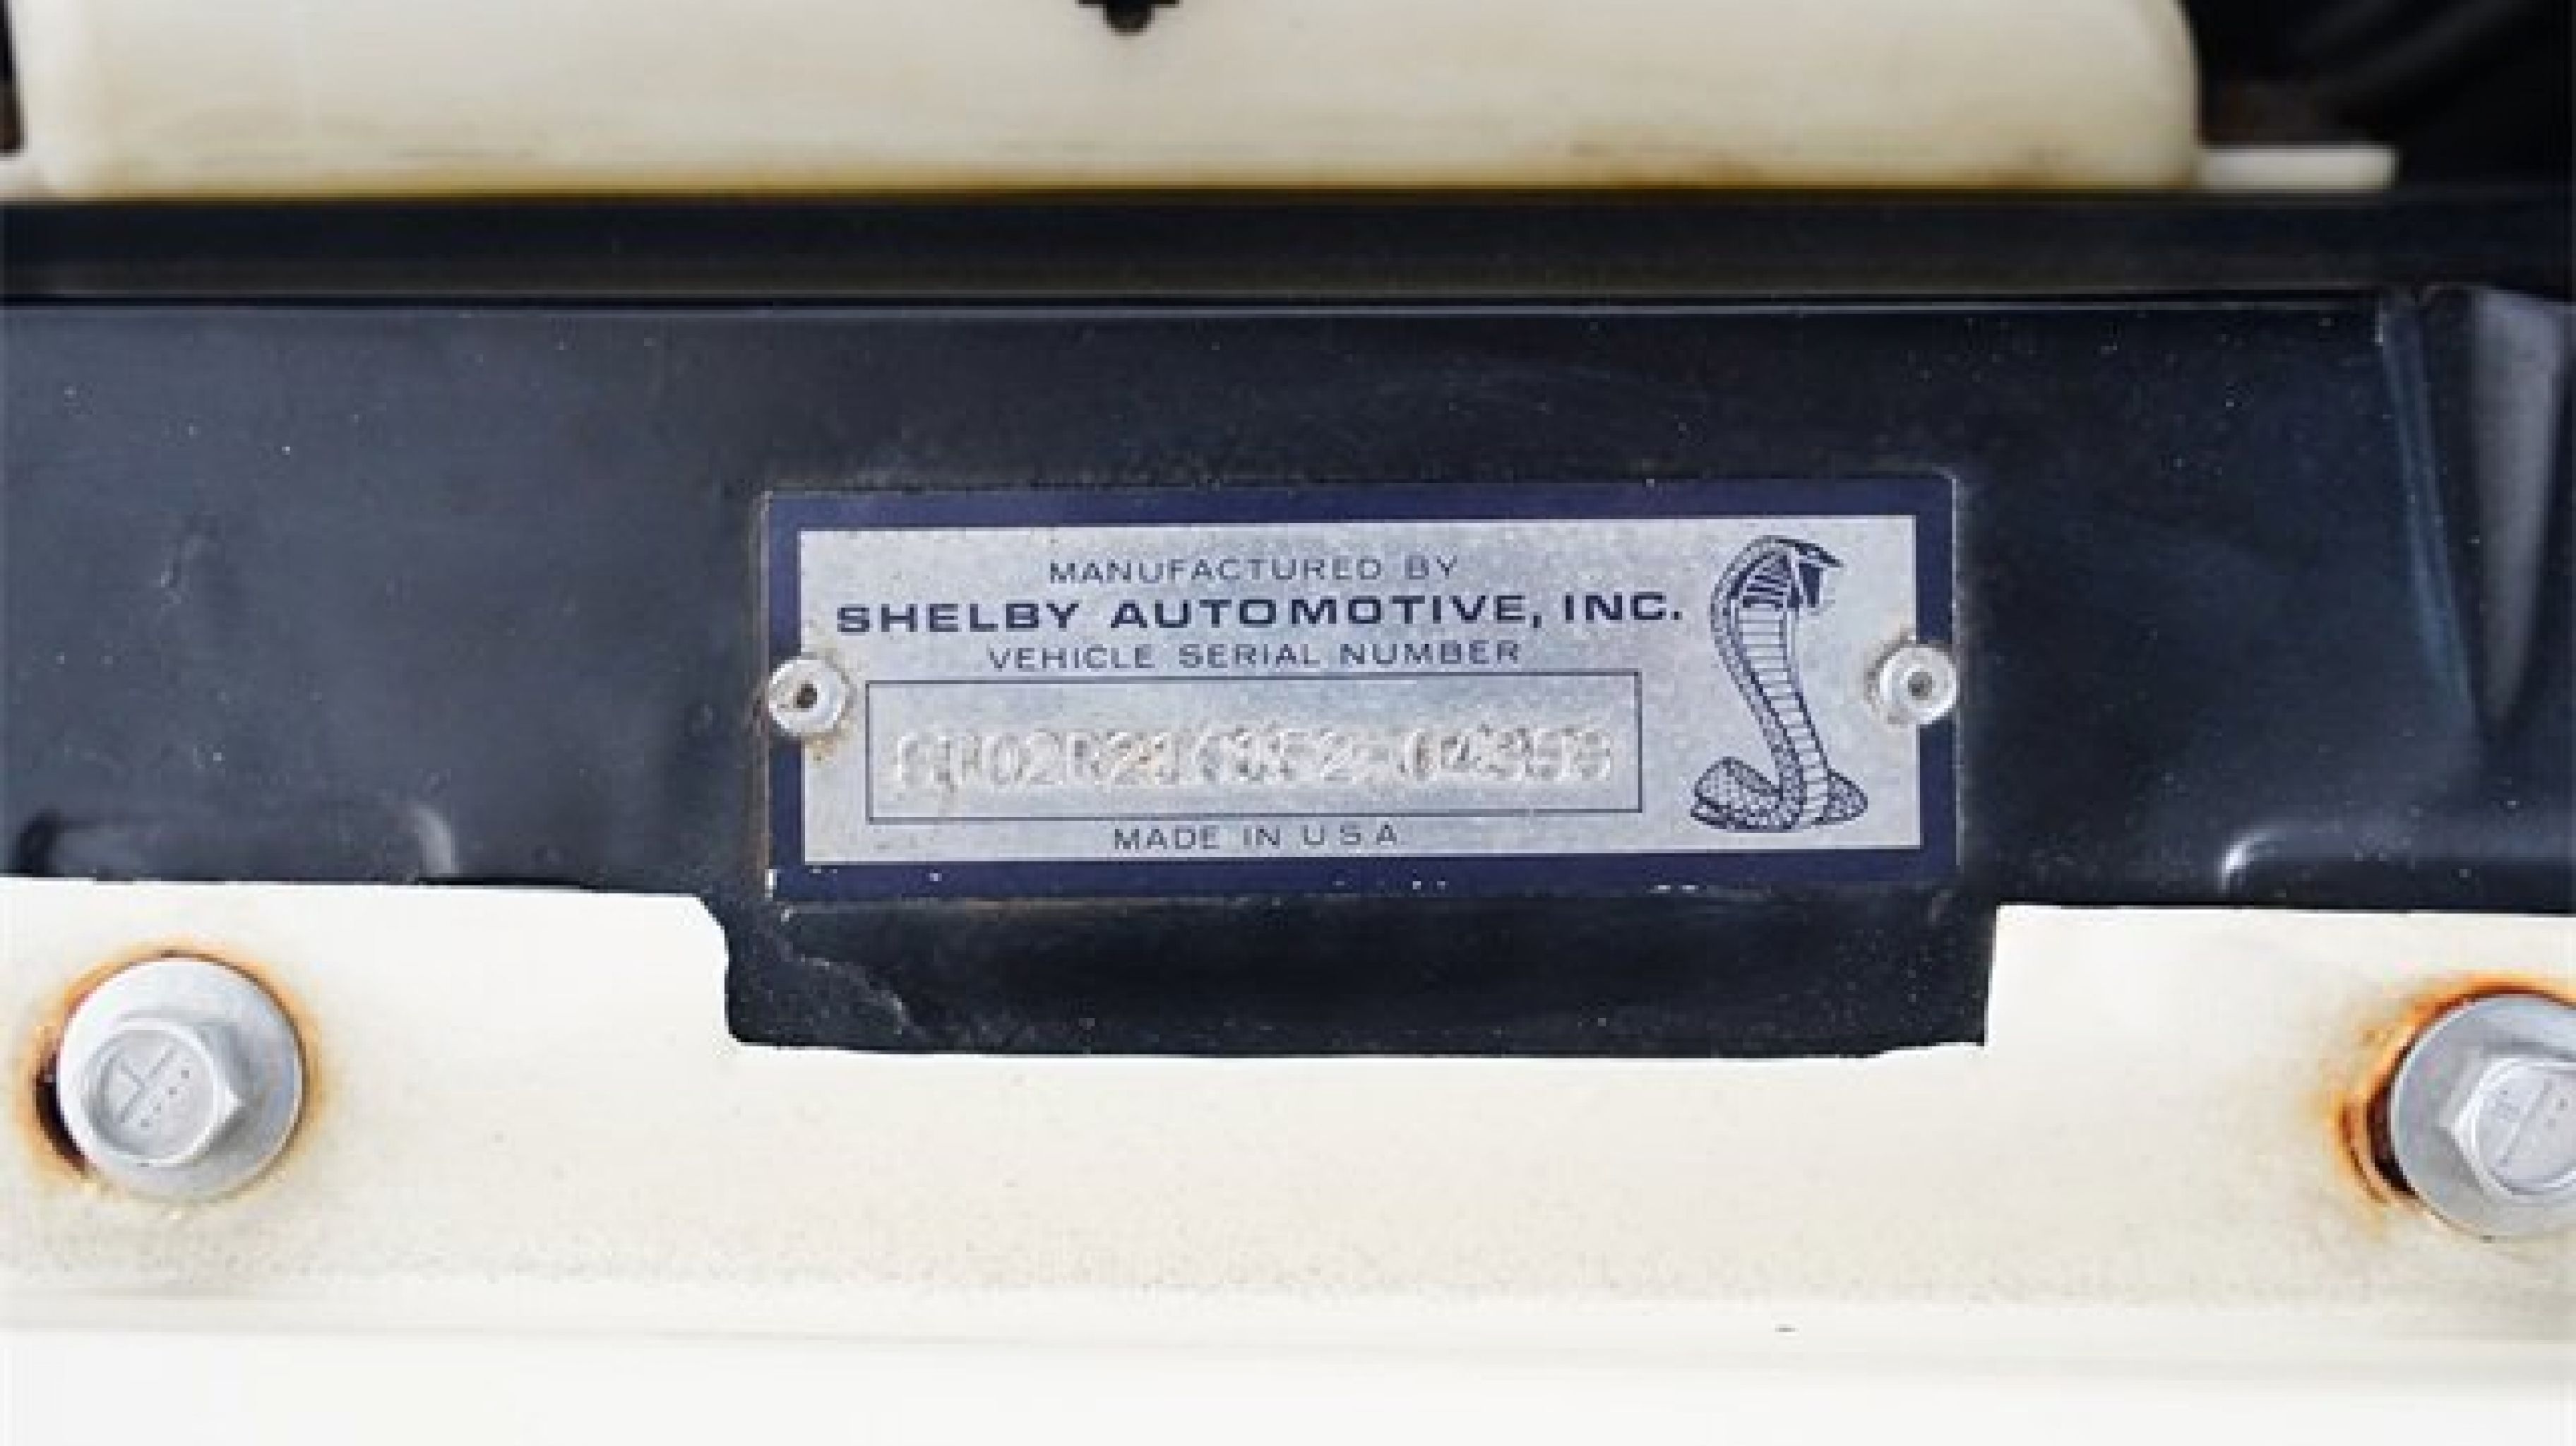 MANUFACTURED BY
SHELBY AUTOMOTIVE, INC.
VEHICLE SERIAL NUMBER
MADE IN U S A